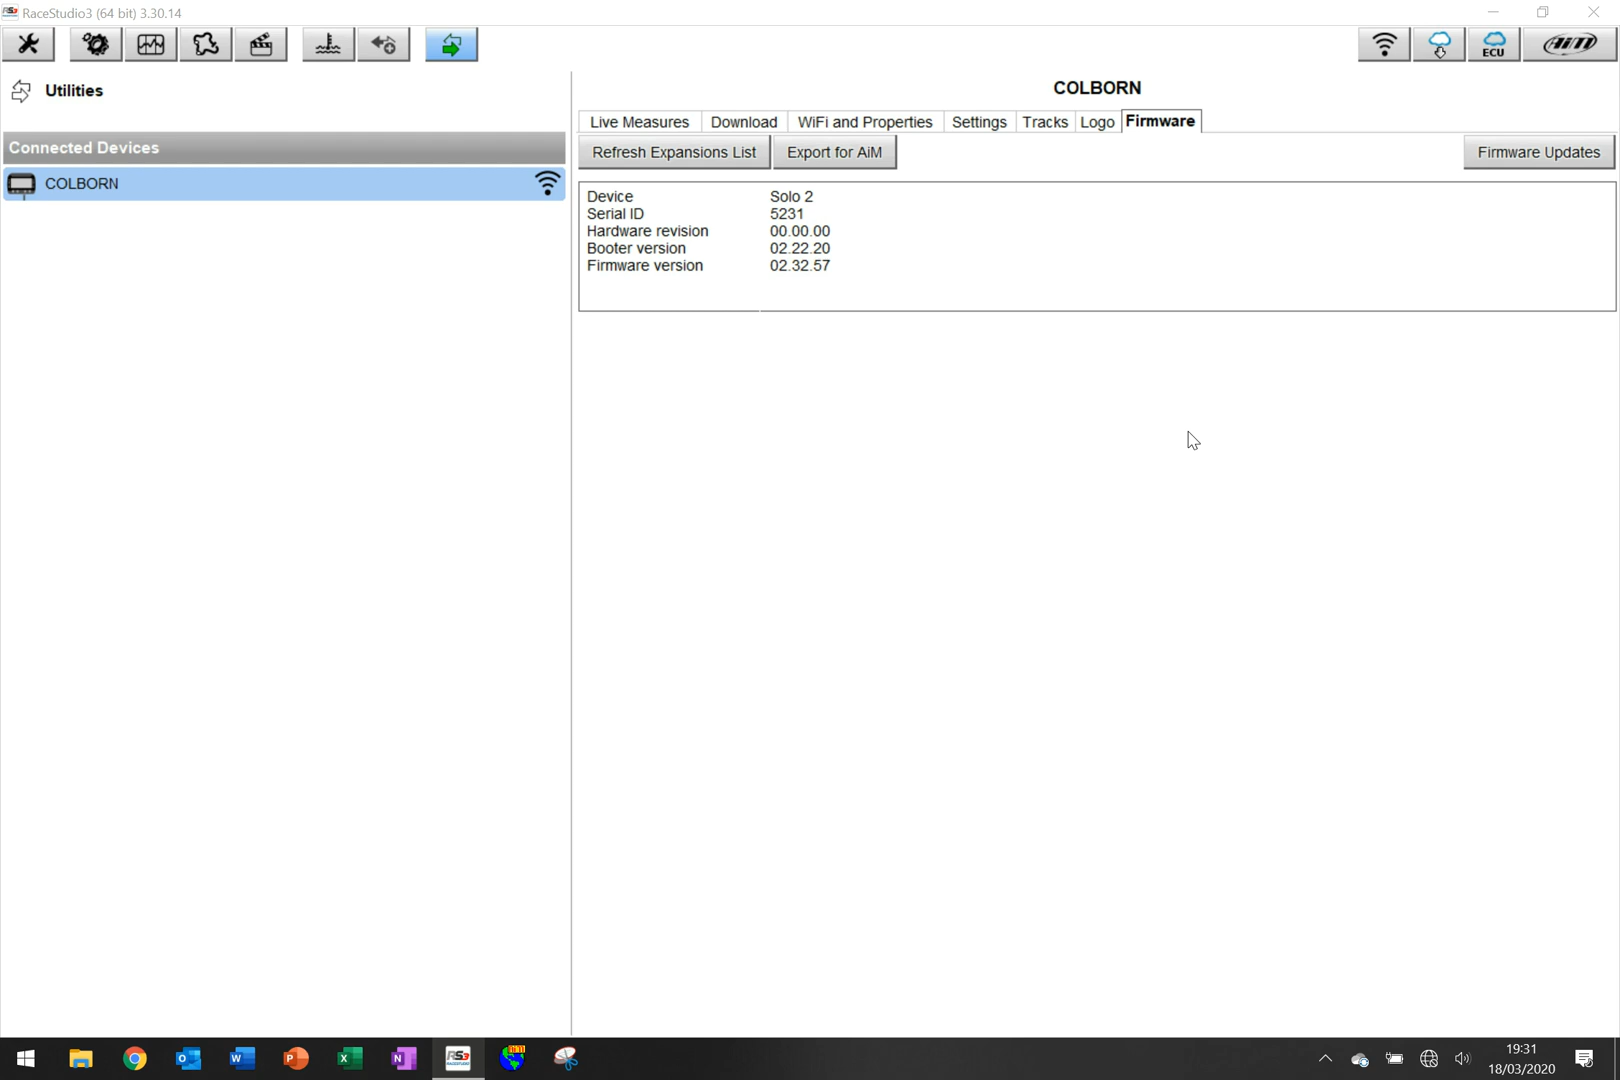 RaceStudio3 (64 bit) 3.30.14
ECU
AiM
Utilities
COLBORN
Live Measures Download WiFi and Properties Settings Tracks Logo Firmware
Connected Devices
Refresh Expansions List Export for AiM Firmware Updates
COLBORN
Device Solo 2
Serial ID 5231
Hardware revision 00.00.00
Booter version 02.22.20
Firmware version 02.32.57
19:31
18/03/2020